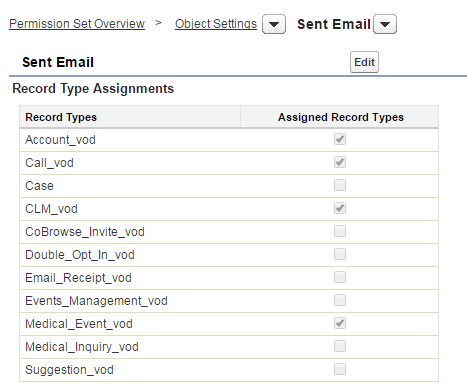 Permission Set Overview > Object Settings Sent Email
Sent Email Edit
Record Type Assignments
Record Types Assigned Record Types
Account_vod
Call_vod
Case
CLM_vod
CoBrowse_Invite_vod
Double_Opt_In_vod
Email_Receipt_vod
Events_Management_vod
Medical_Event_vod
Medical_Inquiry_vod
Suggestion_vod